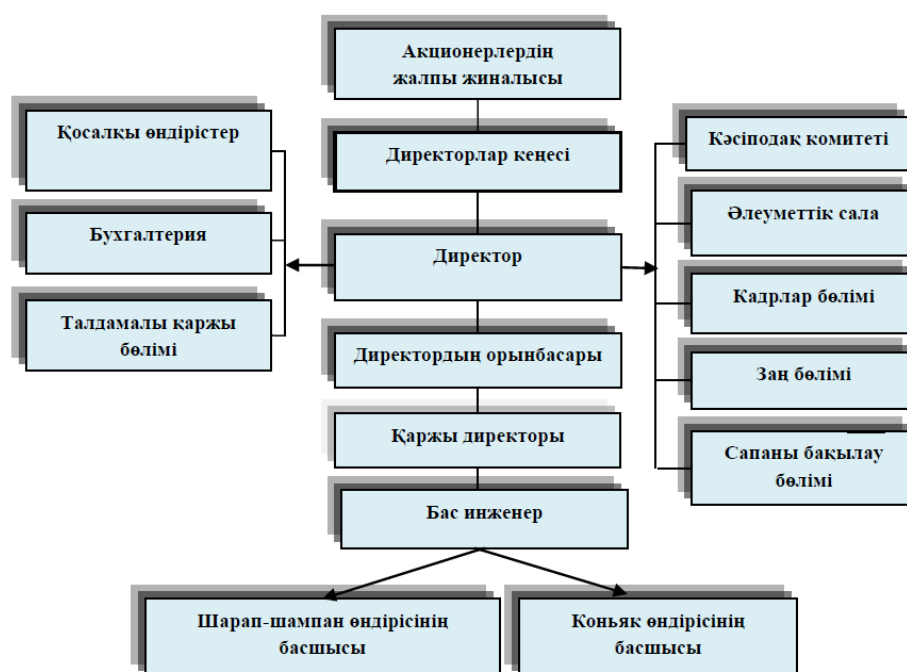 Акционерлердің
жалпы жиналысы
Қосалқы өндірістер
Директорлар кеңесі
Кәсіподақ комитеті
Әлеуметтік сала
Бухгалтерия
Директор
Кадрлар бөлімі
Талдамалы қаржы
бөлімі
Директордың орынбасары
Заң бөлімі
Қаржы директоры
Сапаны бақылау
бөлімі
Бас инженер
Шарап-шампан өндірісінің
басшысы
Коньяк өндірісінің
басшысы